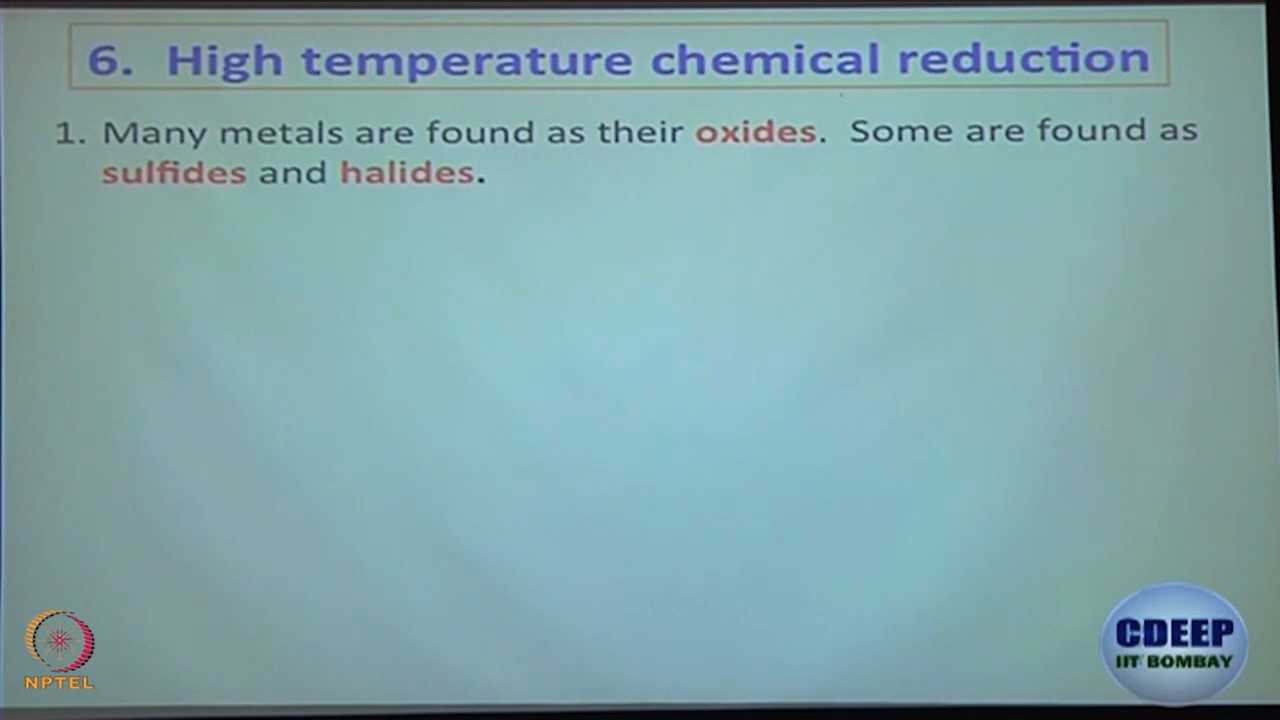 6. High temperature chemical reduction
1. Many metals are found as their oxides. Some are found as
sulfides and halides.
NPTEL
CDEEP
IIT BOMBAY